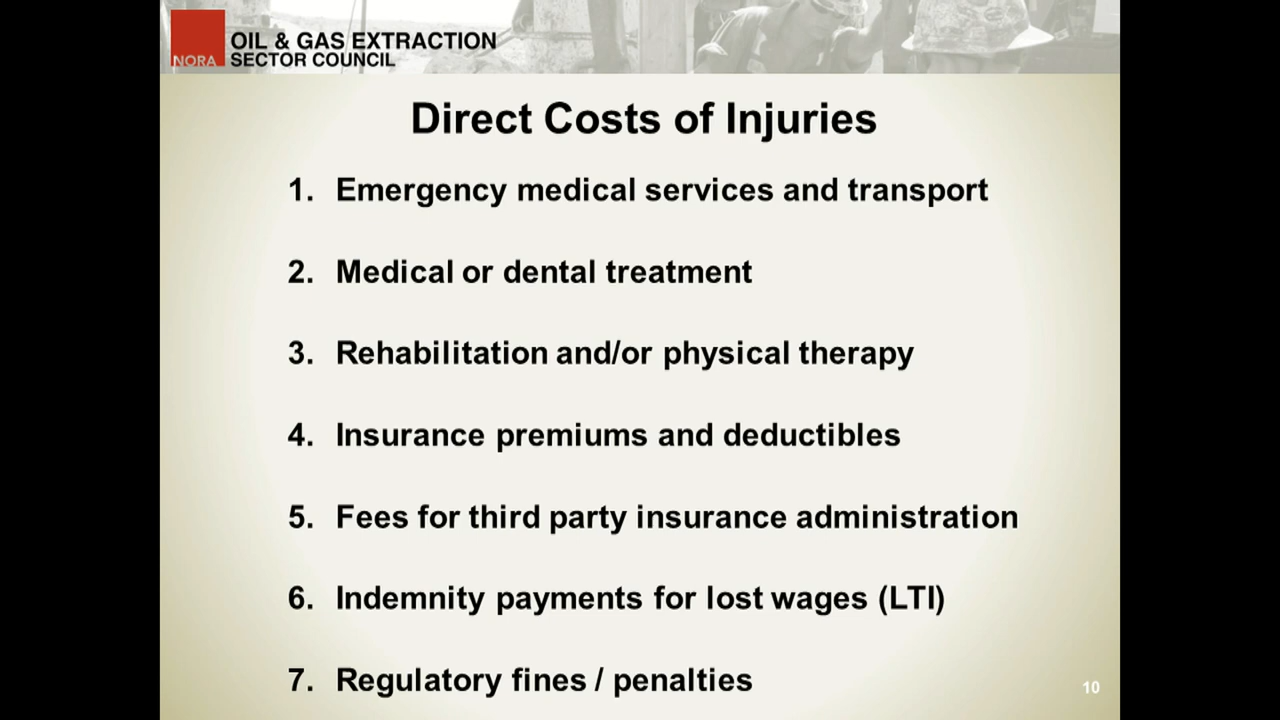 NORA
OIL & GAS EXTRACTION
SECTOR COUNCIL
Direct Costs of Injuries
1. Emergency medical services and transport
2. Medical or dental treatment
3. Rehabilitation and/or physical therapy
4. Insurance premiums and deductibles
5. Fees for third party insurance administration
6. Indemnity payments for lost wages (LTI)
7. Regulatory fines / penalties
10